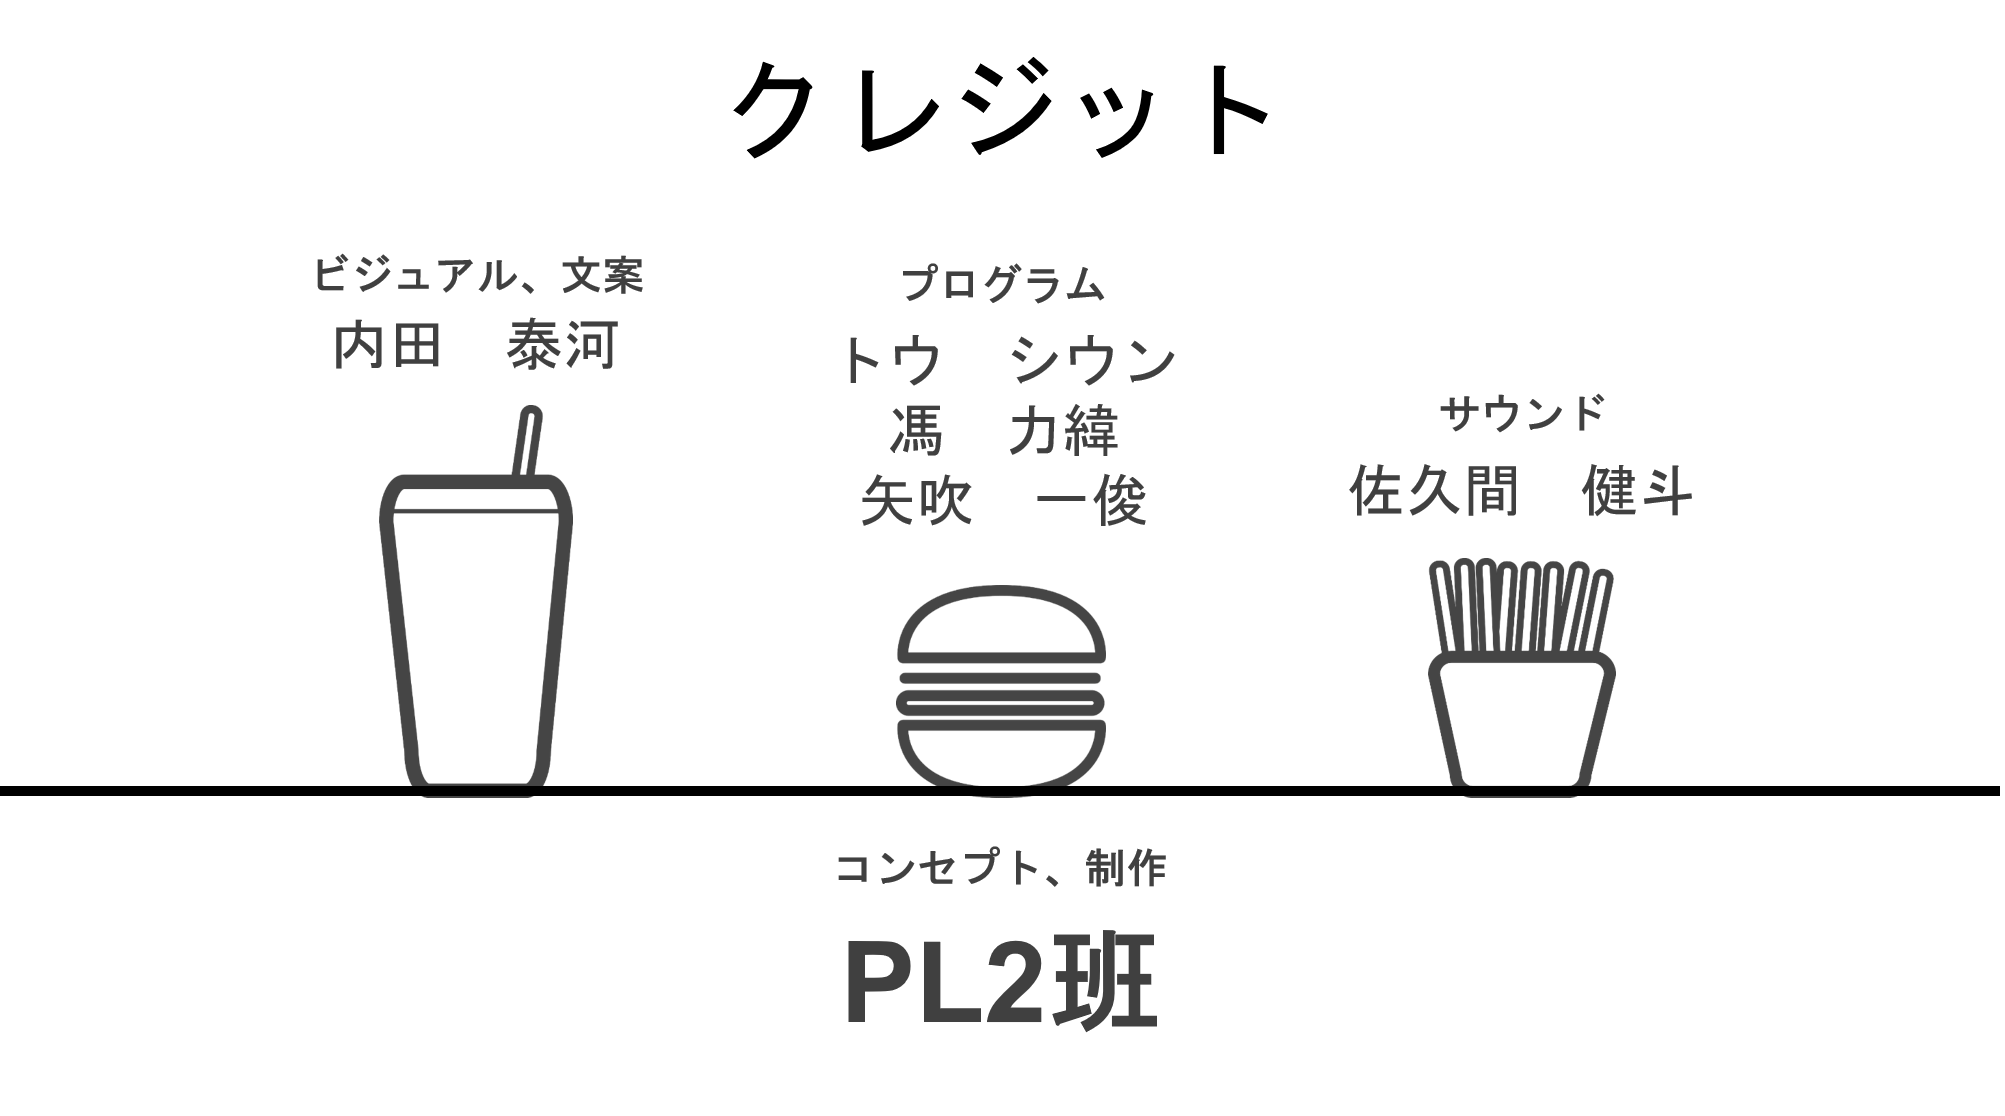 クレジット
ビジュアル、文案
内田　泰河
プログラム
トウ　シウン
馮　力緯
矢吹　一俊
サウンド
佐久間　健斗
コンセプト、制作
PL2班